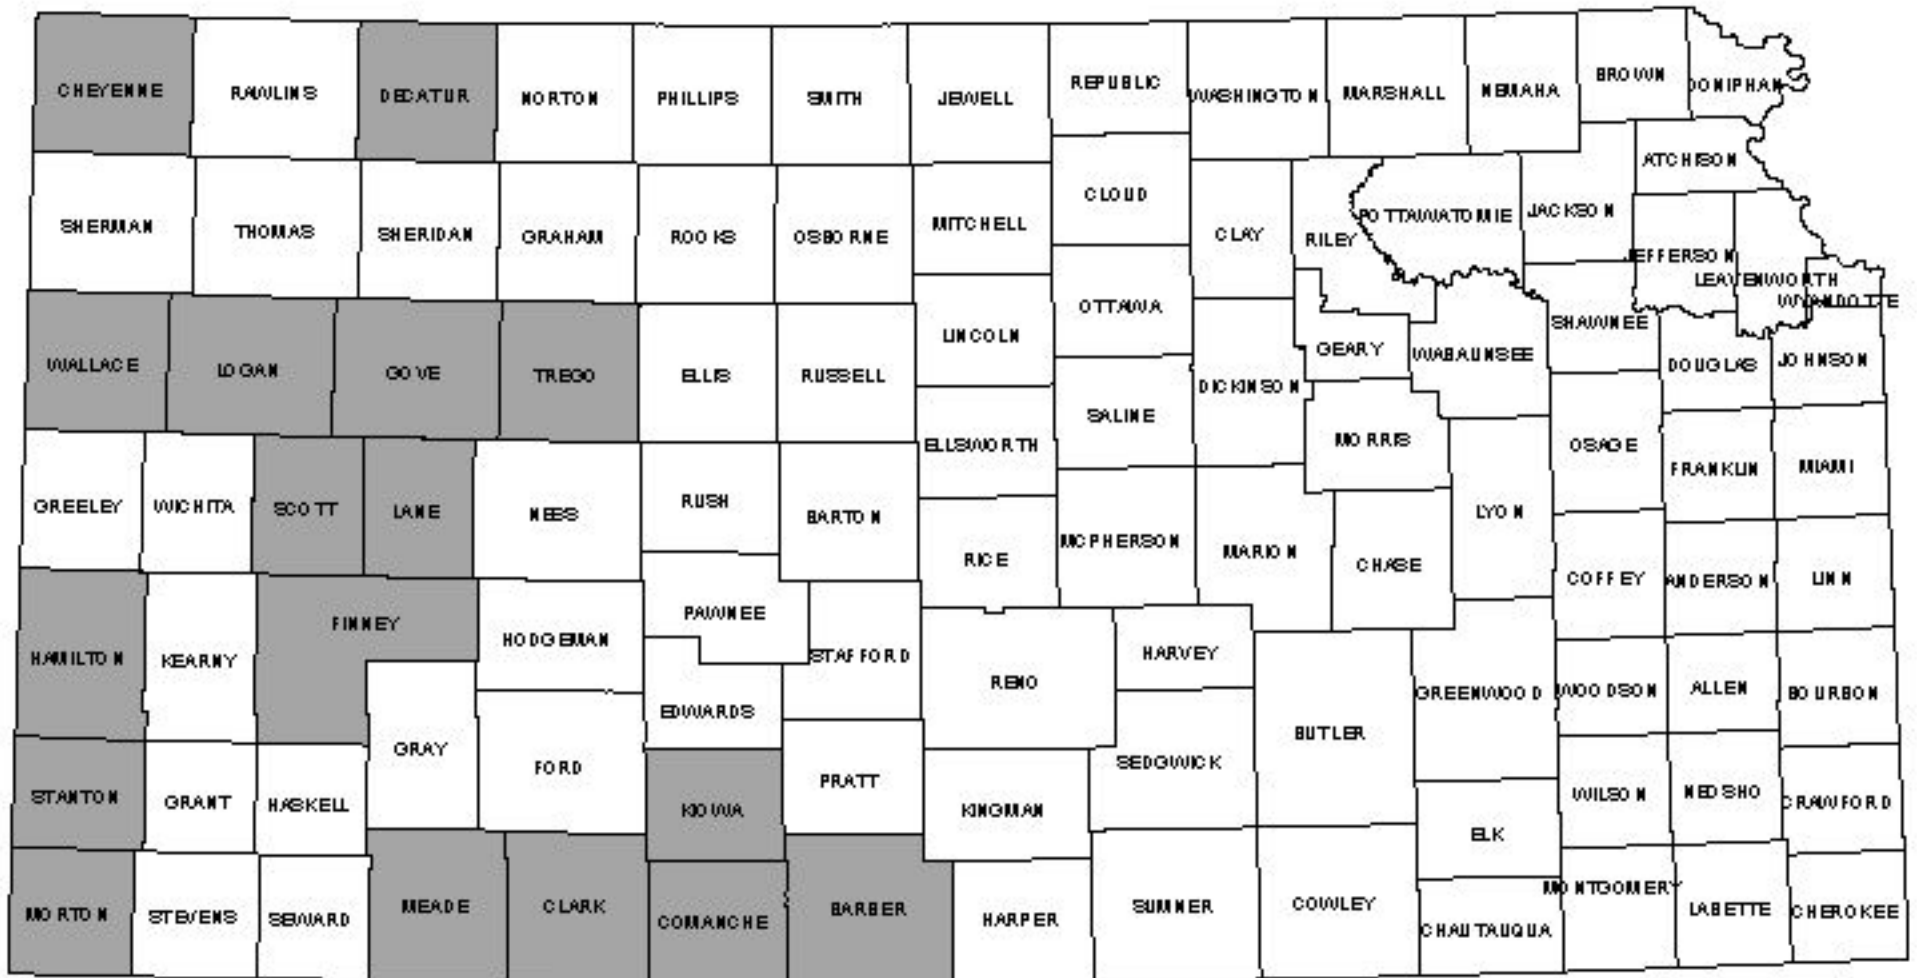 CHEYENNE
RAWLINS
DECATUR
NORTON
PHILLIPS
SMITH
JEWELL
REPUBLIC
WASHINGTON
MARSHALL
NEMAHA
BROWN
DONIPHAN
SHERMAN
THOMAS
SHERIDAN
GRAHAM
ROOKS
OSBORNE
MITCHELL
CLOUD
CLAY
RILEY
POTTAWATOMIE
JACKSON
ATCHISON
JEFFERSON
LEAVENWORTH
WYANDOTTE
WALLACE
LOGAN
GOVE
TREGO
ELLIS
RUSSELL
LINCOLN
OTTAWA
DICKINSON
GEARY
WABAUNSEE
SHAWNEE
DOUGLAS
JOHNSON
GREELEY
WICHITA
SCOTT
LANE
NESS
RUSH
BARTON
ELLSWORTH
SALINE
MORRIS
LYON
OSAGE
FRANKLIN
MIAMI
RICE
MCPHERSON
MARION
CHASE
COFFEY
ANDERSON
LINN
HAMILTON
KEARNY
FINNEY
HODGEMAN
PAWNEE
STAFFORD
RENO
HARVEY
BUTLER
GREENWOOD
WOODSON
ALLEN
BOURBON
GRAY
FORD
EDWARDS
PRATT
SEDGWICK
STANTON
GRANT
HASKELL
KIOWA
KINGMAN
ELK
WILSON
NEOSHO
CRAWFORD
MORTON
STEVENS
SEWARD
MEADE
CLARK
COMANCHE
BARBER
HARPER
SUMNER
COWLEY
CHAUTAUQUA
MONTGOMERY
LABETTE
CHEROKEE